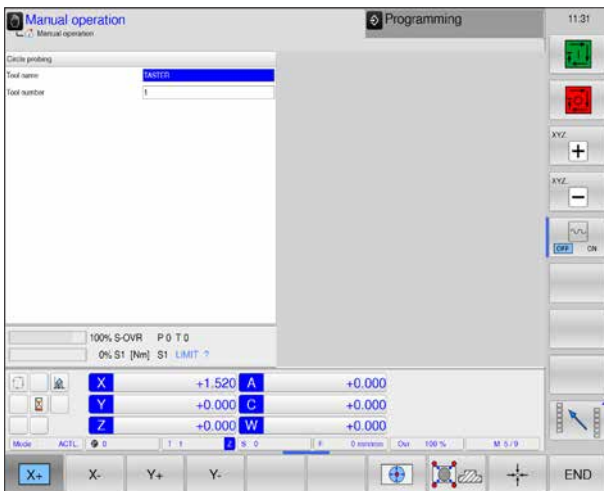 Manual operation
Manual operation
Programming
11:31
Circle probing
Tool name TASTER
Tool number 1
XYZ
XYZ
OFF ON
100% S-OVR P0 T0
0% S1 [Nm] S1 LIMIT ?
X +1.520 A +0.000
Y +0.000 C +0.000
Z +0.000 W +0.000
Mode ACTL. 0 T 1 Z S 0 F 0 mm/min Ovr 100 % M 5/9
X+ X- Y+ Y- END